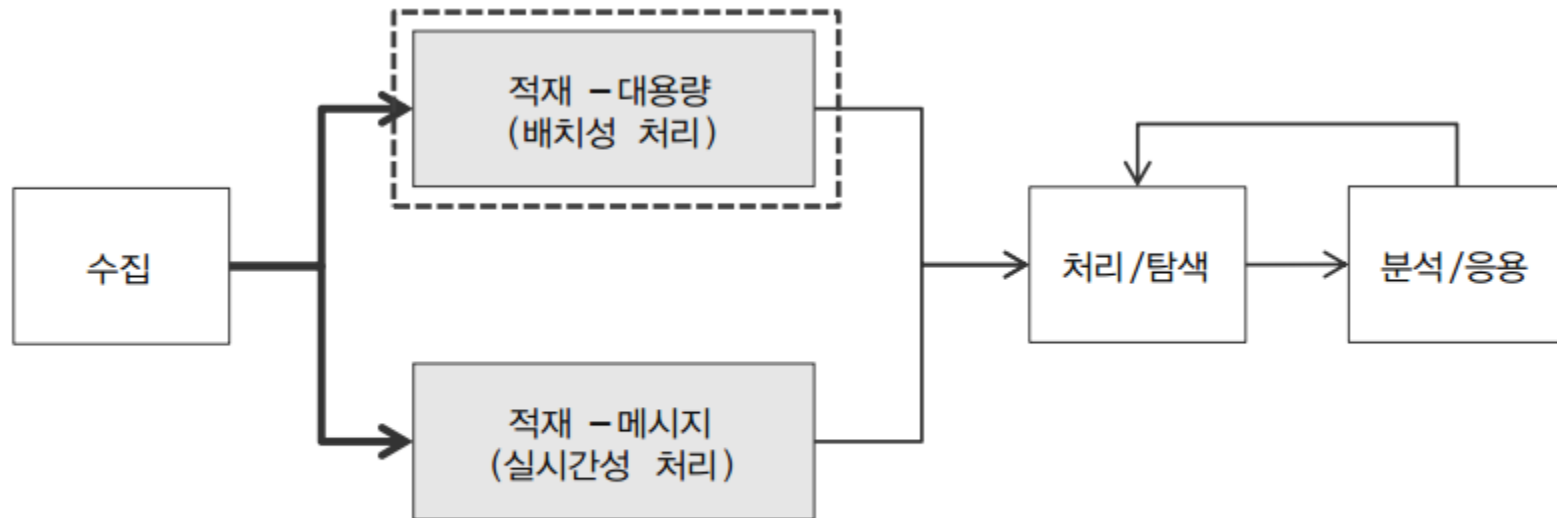 적재 –대용량
(배치성 처리)
수집
처리/탐색
분석/응용
적재 –메시지
(실시간성 처리)